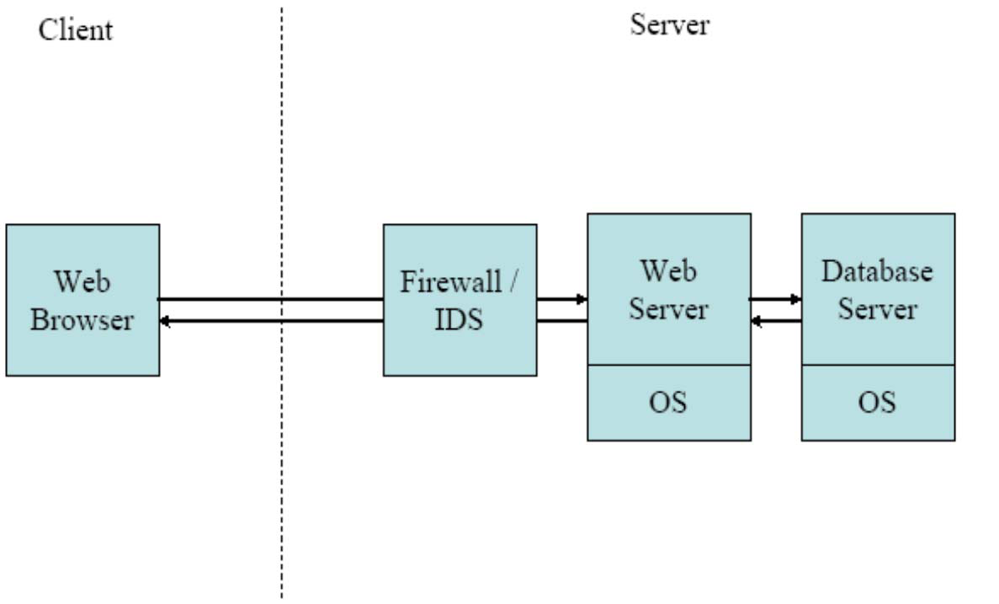 Client
Server
Web
Browser
Firewall /
IDS
Web
Server
OS
Database
Server
OS